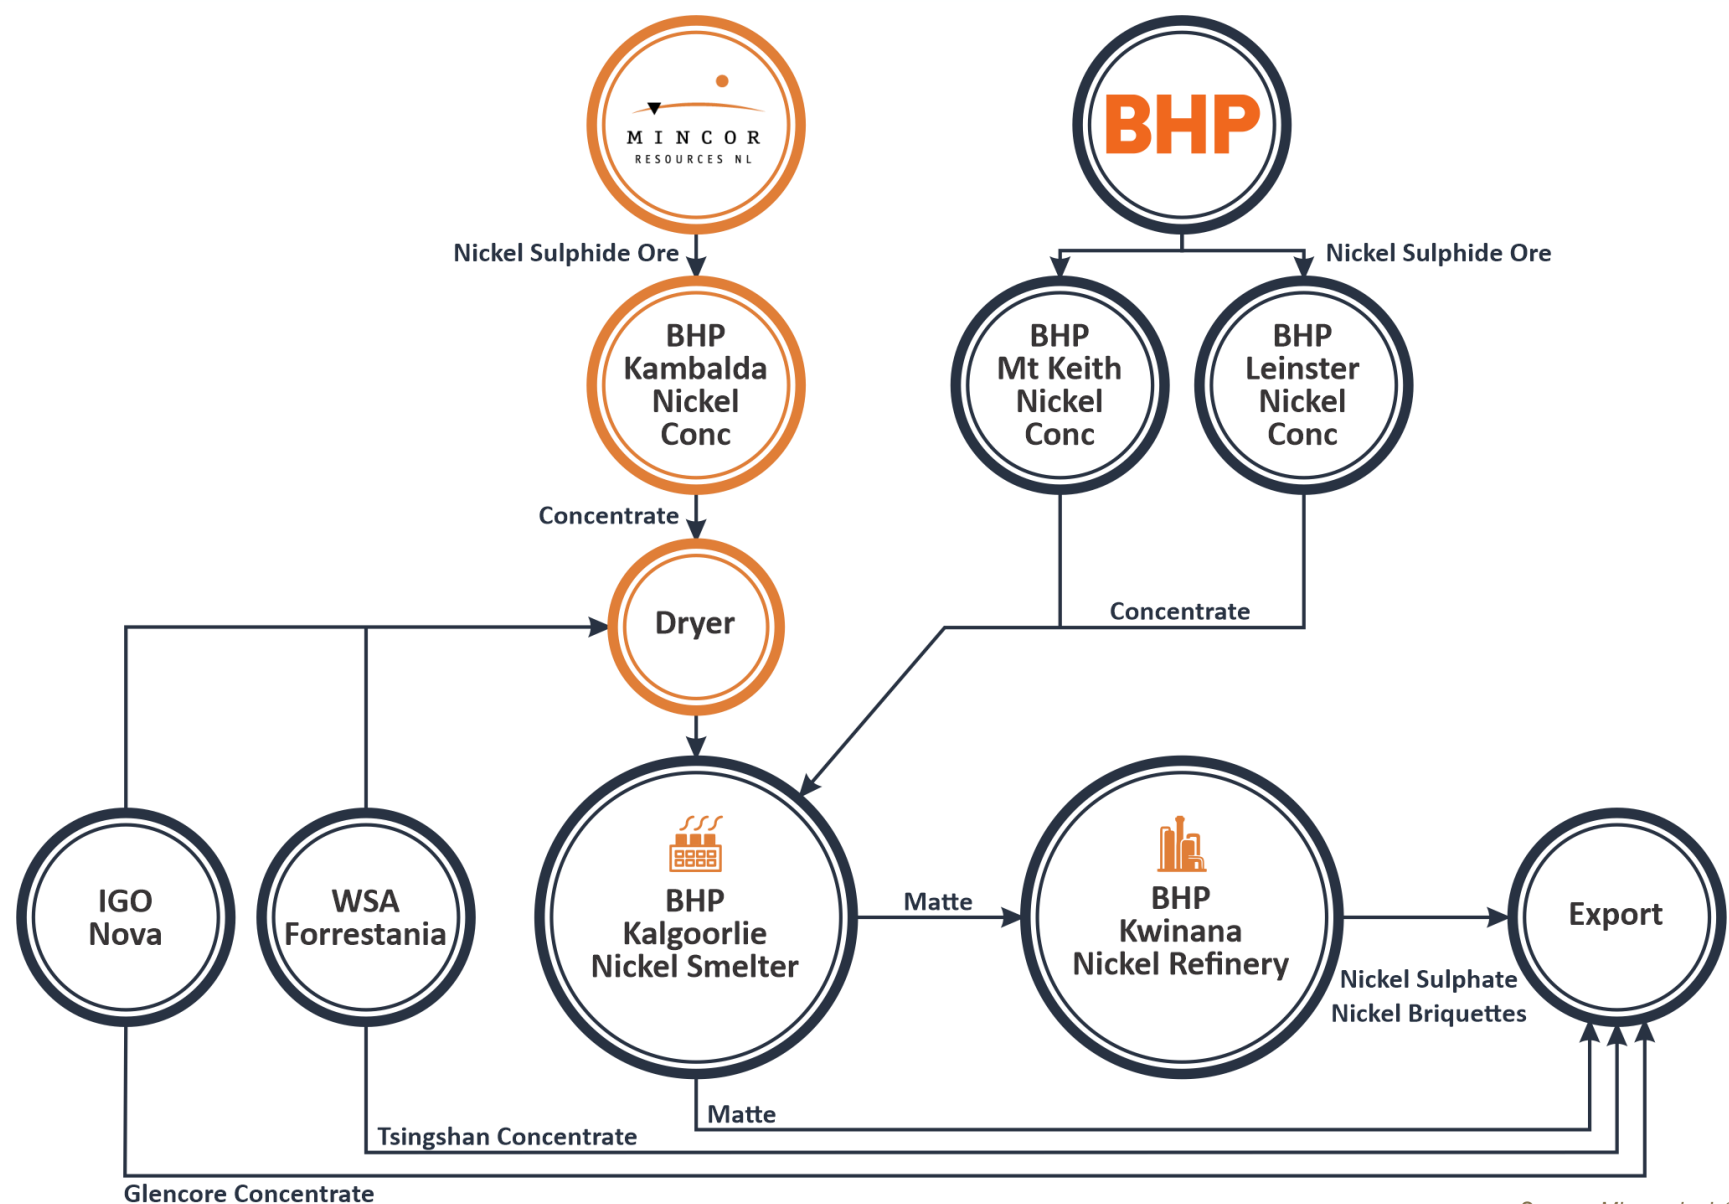 MINCOR
RESOURCES NL
BHP
Nickel Sulphide Ore
Nickel Sulphide Ore
BHP
Kambalda
Nickel
Conc
BHP
Mt Keith
Nickel
Conc
BHP
Leinster
Nickel
Conc
Concentrate
Concentrate
Dryer
IGO
Nova
WSA
Forrestania
BHP
Kalgoorlie
Nickel Smelter
Matte
BHP
Kwinana
Nickel Refinery
Export
Nickel Sulphate
Nickel Briquettes
Matte
Tsingshan Concentrate
Glencore Concentrate